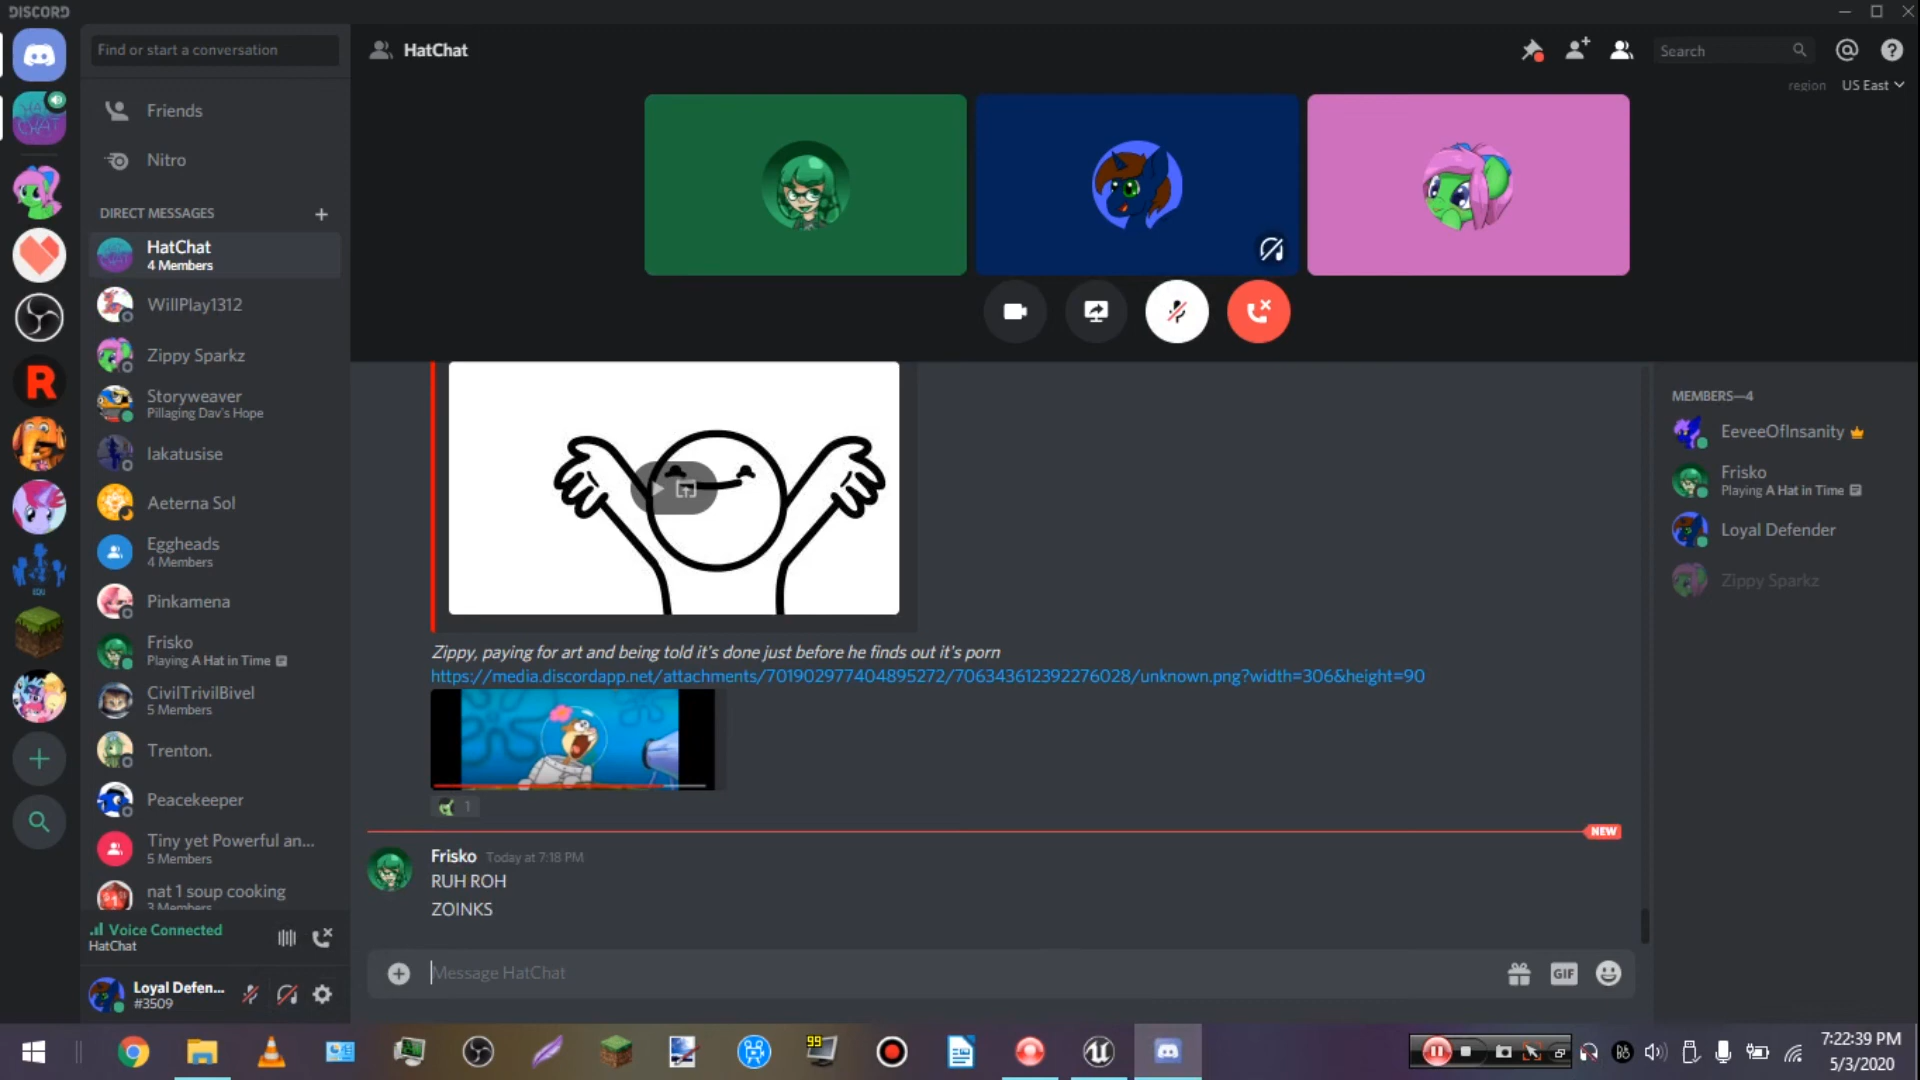 DISCORD
Find or start a conversation
HatChat
Search
region US East
Friends
Nitro
DIRECT MESSAGES
HatChat
4 Members
WillPlay1312
Zippy Sparkz
Storyweaver
Pillaging Dav's Hope
lakatusise
Aeterna Sol
Eggheads
4 Members
Pinkamena
Frisko
Playing A Hat in Time
CivilTrivilBivel
5 Members
Trenton.
Peacekeeper
Tiny yet Powerful an...
5 Members
nat 1 soup cooking
3 Members
Voice Connected
HatChat
Loyal Defen...
#3509
Zippy, paying for art and being told it's done just before he finds out it's porn
https://media.discordapp.net/attachments/701902977404895272/706343612392276028/unknown.png?width=306&height=90
1
NEW
Frisko Today at 7:18 PM
RUH ROH
ZOINKS
Message HatChat
GIF
MEMBERS—4
EeveeOfInsanity
Frisko
Playing A Hat in Time
Loyal Defender
Zippy Sparkz
99
7:22:39 PM
5/3/2020